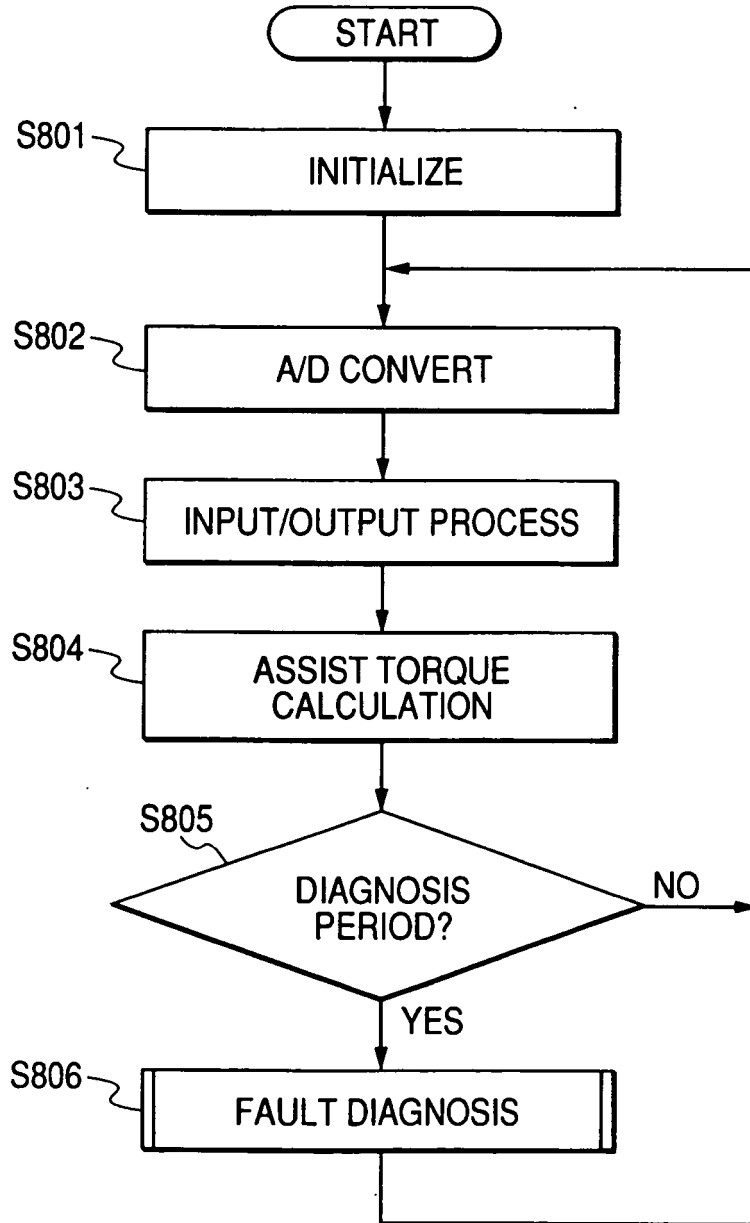 START
S801
INITIALIZE
S802
A/D CONVERT
S803
INPUT/OUTPUT PROCESS
S804
ASSIST TORQUE
CALCULATION
S805
DIAGNOSIS
PERIOD?
NO
YES
S806
FAULT DIAGNOSIS